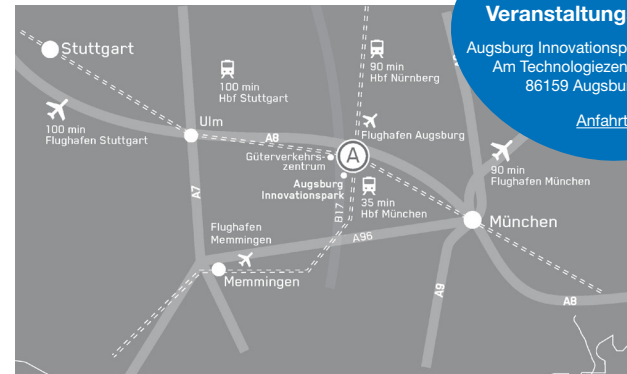 Veranstaltung
Augsburg Innovationsp
Am Technologiezen
86159 Augsbur
Anfahrt
Stuttgart
100 min
Hbf Stuttgart
90 min
Hbf Nürnberg
100 min
Flughafen Stuttgart
Ulm
A8
Flughafen Augsburg
Güterverkehrs-
zentrum
A
Augsburg
Innovationspark
90 min
Flughafen München
A7
B17
35 min
Hbf München
München
Flughafen
Memmingen
A96
Memmingen
A9
A8